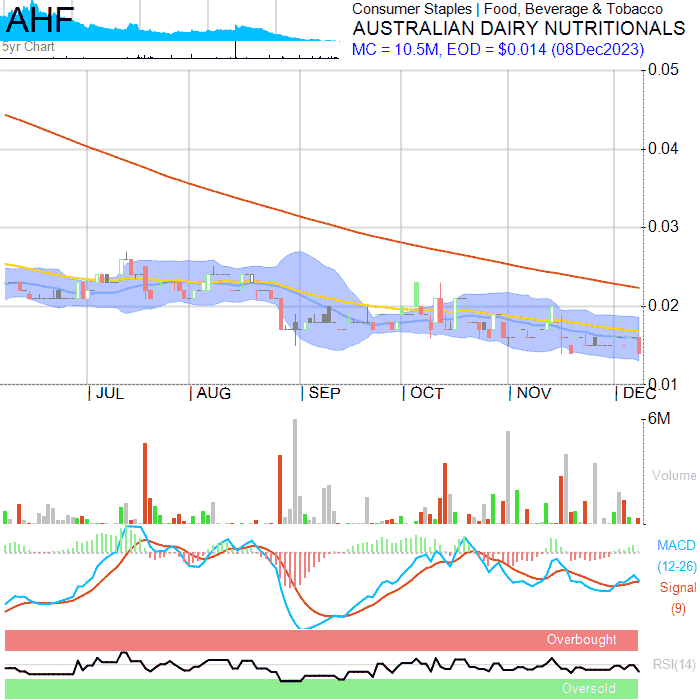 AHF
5yr Chart
Consumer Staples | Food, Beverage & Tobacco
AUSTRALIAN DAIRY NUTRITIONALS
MC = 10.5M, EOD = $0.014 (08Dec2023)
0.05
0.04
0.03
0.02
0.01
| JUL | AUG | SEP | OCT | NOV | DEC
6M
Volume
MACD
(12-26)
Signal
(9)
Overbought
RSI(14)
Oversold